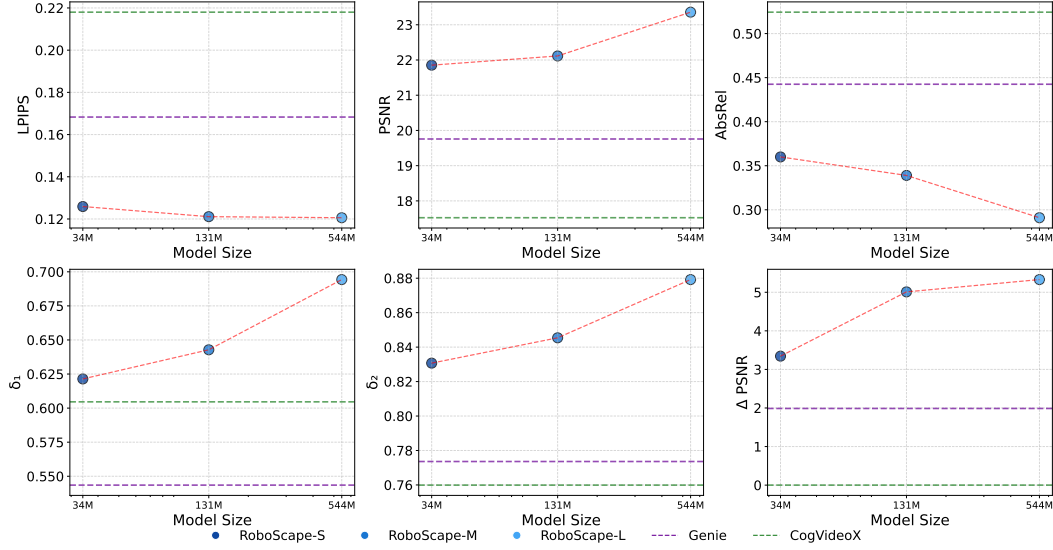 0.22
0.20
0.18
0.16
0.14
0.12
LPIPS
34M
131M
544M
Model Size
23
22
21
20
19
18
PSNR
34M
131M
544M
Model Size
0.50
0.45
0.40
0.35
0.30
AbsRel
34M
131M
544M
Model Size
0.700
0.675
0.650
0.625
0.600
0.575
0.550
δ₁
34M
131M
544M
Model Size
0.88
0.86
0.84
0.82
0.80
0.78
0.76
δ₂
34M
131M
544M
Model Size
5
4
3
2
1
0
Δ PSNR
34M
131M
544M
Model Size
RoboScape-S RoboScape-M RoboScape-L Genie CogVideoX